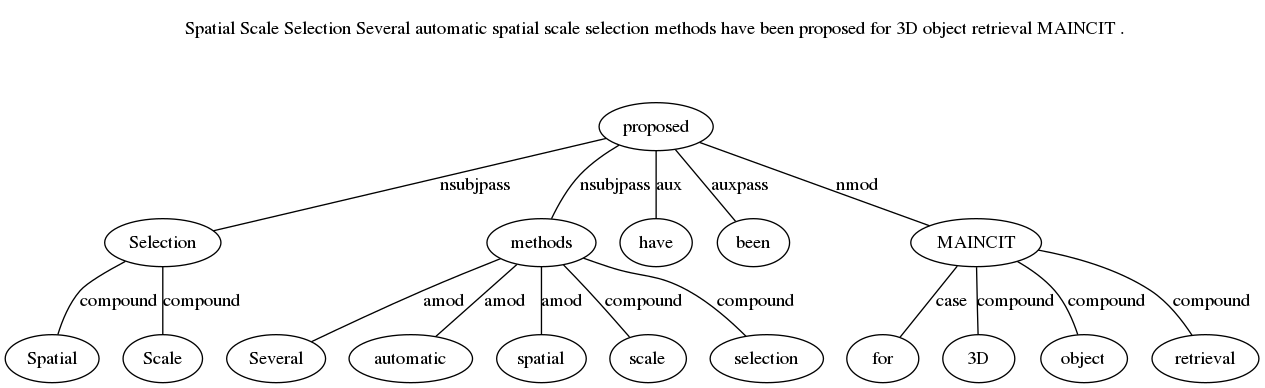 Spatial Scale Selection Several automatic spatial scale selection methods have been proposed for 3D object retrieval MAINCIT .
proposed
nsubjpass nsubjpass aux auxpass nmod
Selection methods have been MAINCIT
compound compound amod amod amod compound compound case compound compound compound
Spatial Scale Several automatic spatial scale selection for 3D object retrieval